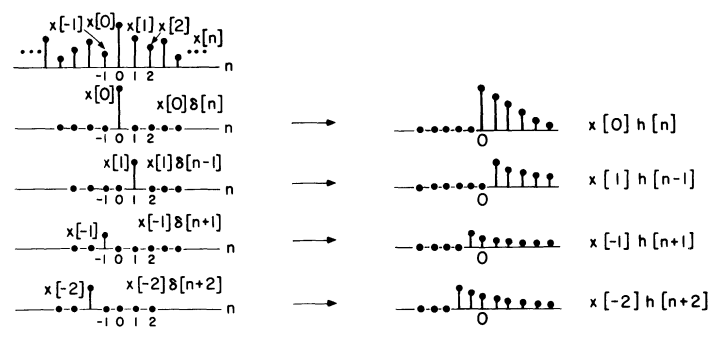 x[-1] x[0] x[1] x[2] x[n]
••• •••
-1 0 1 2 n
x[0] x[0]δ[n]
-1 0 1 2 n
0
x[0] h[n]
x[1] x[1]δ[n-1]
-1 0 1 2 n
0
x[1] h[n-1]
x[-1] x[-1]δ[n+1]
-1 0 1 2 n
0
x[-1] h[n+1]
x[-2] x[-2]δ[n+2]
-1 0 1 2 n
0
x[-2] h[n+2]